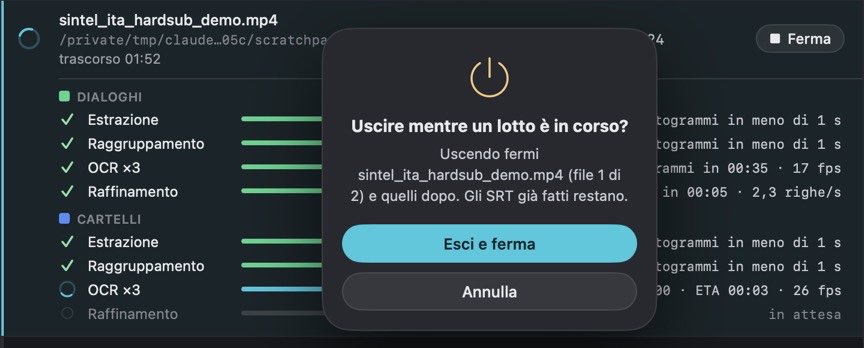 sintel_ita_hardsub_demo.mp4
/private/tmp/claude…05c/scratchpa 24
trascorso 01:52
Ferma
DIALOGHI
Estrazione
togrammi in meno di 1 s
Raggruppamento
togrammi in meno di 1 s
OCR ×3
rammi in 00:35 · 17 fps
Raffinamento
in 00:05 · 2,3 righe/s
CARTELLI
Estrazione
togrammi in meno di 1 s
Raggruppamento
togrammi in meno di 1 s
OCR ×3
00 · ETA 00:03 · 26 fps
Raffinamento
in attesa
Uscire mentre un lotto è in corso?
Uscendo fermi
sintel_ita_hardsub_demo.mp4 (file 1 di
2) e quelli dopo. Gli SRT già fatti restano.
Esci e ferma
Annulla